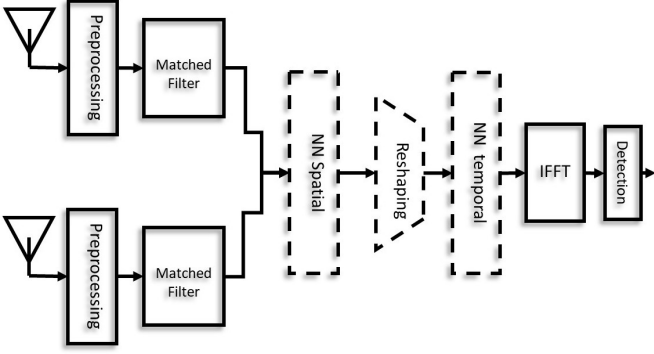 Preprocessing
Matched
Filter
Preprocessing
Matched
Filter
NN Spatial
Reshaping
NN temporal
IFFT
Detection